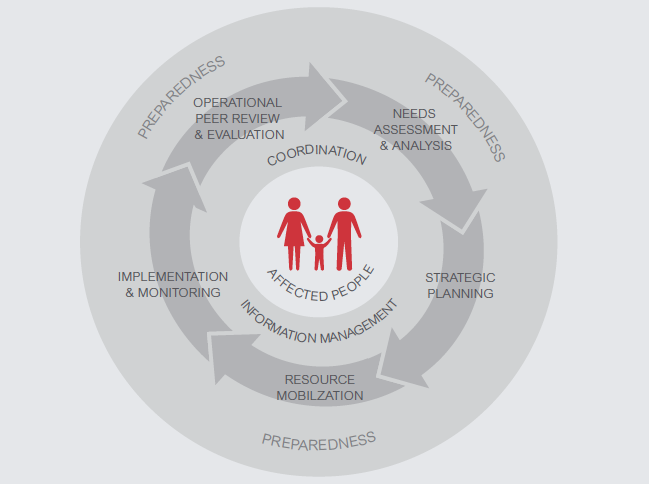 PREPAREDNESS
PREPAREDNESS
OPERATIONAL
PEER REVIEW
& EVALUATION
NEEDS
ASSESSMENT
& ANALYSIS
COORDINATION
AFFECTED PEOPLE
INFORMATION MANAGEMENT
IMPLEMENTATION
& MONITORING
STRATEGIC
PLANNING
RESOURCE
MOBILZATION
PREPAREDNESS